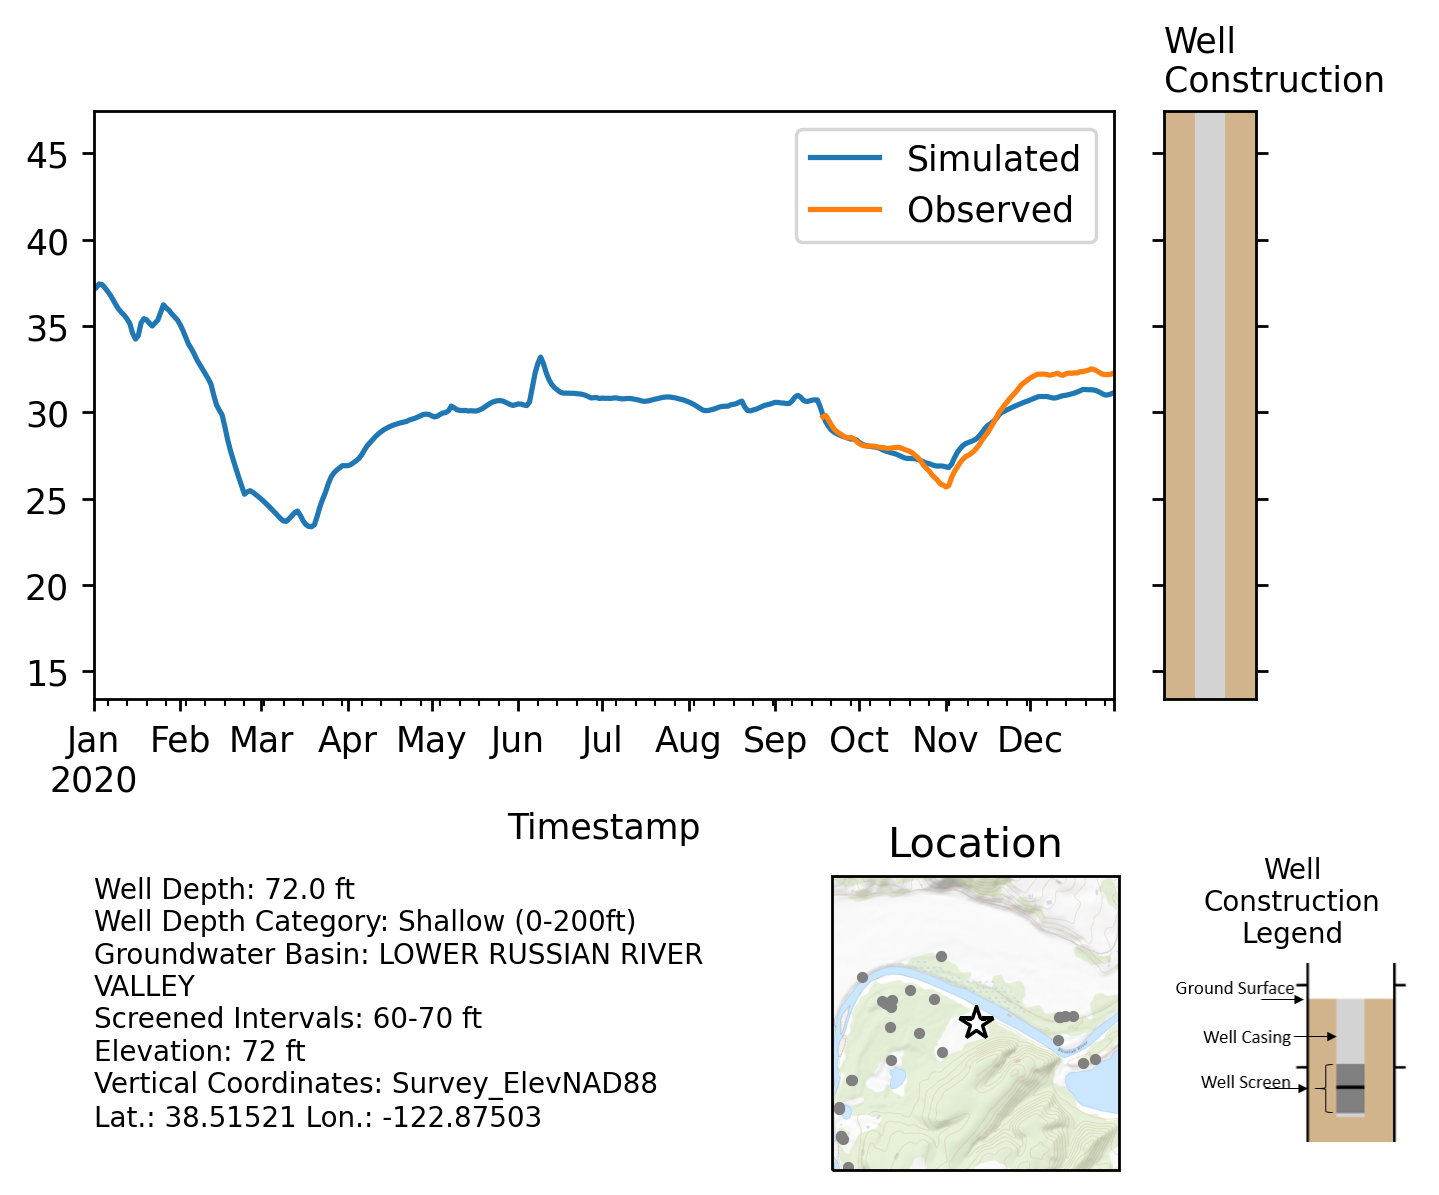 Well
Construction
45
40
35
30
25
20
15
Simulated
Observed
Jan Feb Mar Apr May Jun Jul Aug Sep Oct Nov Dec
2020
Timestamp
Well Depth: 72.0 ft
Well Depth Category: Shallow (0-200ft)
Groundwater Basin: LOWER RUSSIAN RIVER
VALLEY
Screened Intervals: 60-70 ft
Elevation: 72 ft
Vertical Coordinates: Survey_ElevNAD88
Lat.: 38.51521 Lon.: -122.87503
Location
Russian River
Well
Construction
Legend
Ground Surface
Well Casing
Well Screen